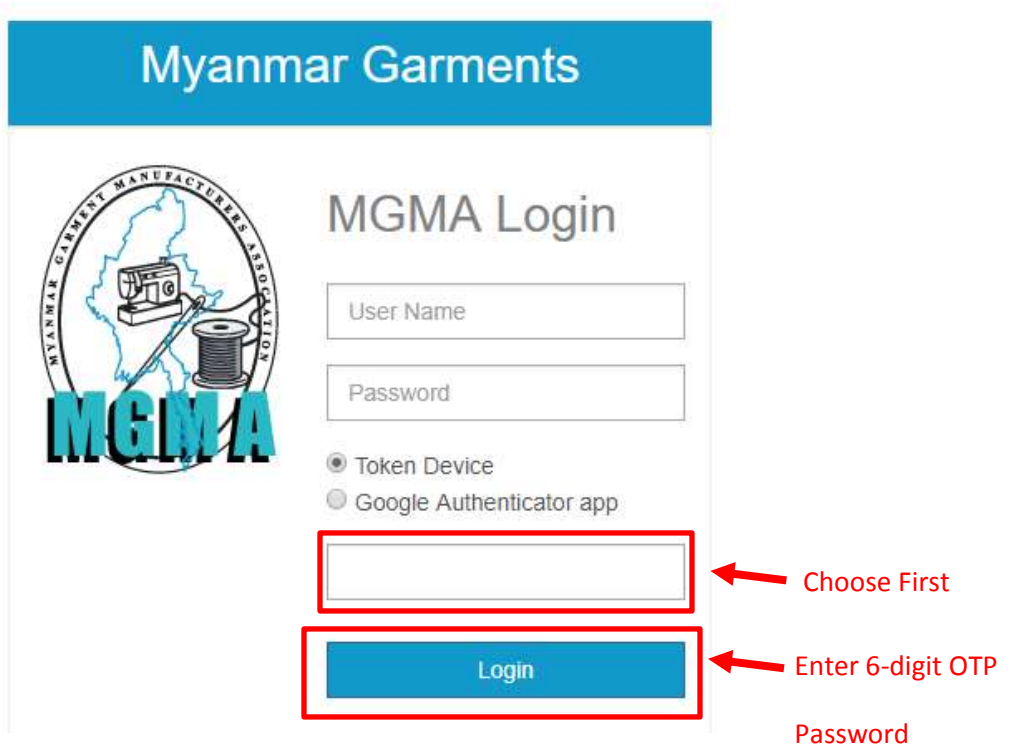 Myanmar Garments
MYANMAR GARMENT MANUFACTURERS ASSOCIATION
MGMA
MGMA Login
User Name
Password
Token Device
Google Authenticator app
Choose First
Login
Enter 6-digit OTP
Password